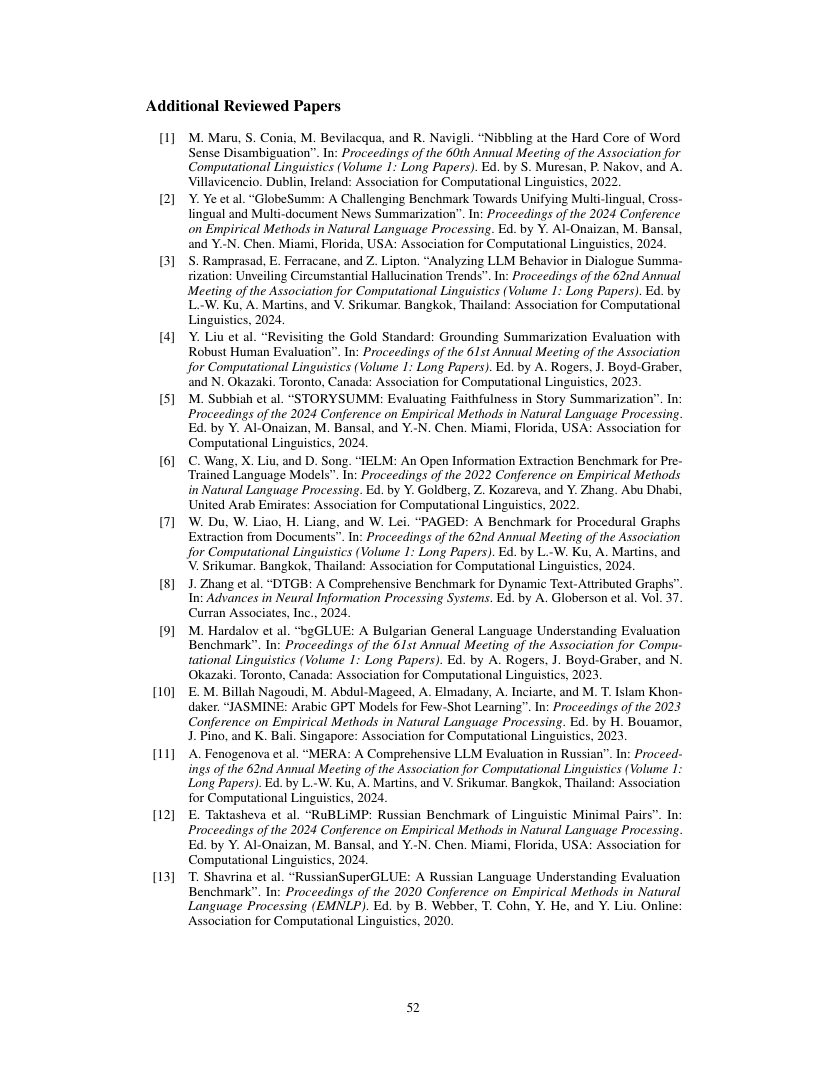 Additional Reviewed Papers
[1] M. Maru, S. Conia, M. Bevilacqua, and R. Navigli. “Nibbling at the Hard Core of Word
Sense Disambiguation”. In: Proceedings of the 60th Annual Meeting of the Association for
Computational Linguistics (Volume 1: Long Papers). Ed. by S. Muresan, P. Nakov, and A.
Villavicencio. Dublin, Ireland: Association for Computational Linguistics, 2022.
[2] Y. Ye et al. “GlobeSumm: A Challenging Benchmark Towards Unifying Multi-lingual, Cross-
lingual and Multi-document News Summarization”. In: Proceedings of the 2024 Conference
on Empirical Methods in Natural Language Processing. Ed. by Y. Al-Onaizan, M. Bansal,
and Y.-N. Chen. Miami, Florida, USA: Association for Computational Linguistics, 2024.
[3] S. Ramprasad, E. Ferracane, and Z. Lipton. “Analyzing LLM Behavior in Dialogue Summa-
rization: Unveiling Circumstantial Hallucination Trends”. In: Proceedings of the 62nd Annual
Meeting of the Association for Computational Linguistics (Volume 1: Long Papers). Ed. by
L.-W. Ku, A. Martins, and V. Srikumar. Bangkok, Thailand: Association for Computational
Linguistics, 2024.
[4] Y. Liu et al. “Revisiting the Gold Standard: Grounding Summarization Evaluation with
Robust Human Evaluation”. In: Proceedings of the 61st Annual Meeting of the Association
for Computational Linguistics (Volume 1: Long Papers). Ed. by A. Rogers, J. Boyd-Graber,
and N. Okazaki. Toronto, Canada: Association for Computational Linguistics, 2023.
[5] M. Subbiah et al. “STORYSUMM: Evaluating Faithfulness in Story Summarization”. In:
Proceedings of the 2024 Conference on Empirical Methods in Natural Language Processing.
Ed. by Y. Al-Onaizan, M. Bansal, and Y.-N. Chen. Miami, Florida, USA: Association for
Computational Linguistics, 2024.
[6] C. Wang, X. Liu, and D. Song. “IELM: An Open Information Extraction Benchmark for Pre-
Trained Language Models”. In: Proceedings of the 2022 Conference on Empirical Methods
in Natural Language Processing. Ed. by Y. Goldberg, Z. Kozareva, and Y. Zhang. Abu Dhabi,
United Arab Emirates: Association for Computational Linguistics, 2022.
[7] W. Du, W. Liao, H. Liang, and W. Lei. “PAGED: A Benchmark for Procedural Graphs
Extraction from Documents”. In: Proceedings of the 62nd Annual Meeting of the Association
for Computational Linguistics (Volume 1: Long Papers). Ed. by L.-W. Ku, A. Martins, and
V. Srikumar. Bangkok, Thailand: Association for Computational Linguistics, 2024.
[8] J. Zhang et al. “DTGB: A Comprehensive Benchmark for Dynamic Text-Attributed Graphs”.
In: Advances in Neural Information Processing Systems. Ed. by A. Globerson et al. Vol. 37.
Curran Associates, Inc., 2024.
[9] M. Hardalov et al. “bgGLUE: A Bulgarian General Language Understanding Evaluation
Benchmark”. In: Proceedings of the 61st Annual Meeting of the Association for Compu-
tational Linguistics (Volume 1: Long Papers). Ed. by A. Rogers, J. Boyd-Graber, and N.
Okazaki. Toronto, Canada: Association for Computational Linguistics, 2023.
[10] E. M. Billah Nagoudi, M. Abdul-Mageed, A. Elmadany, A. Inciarte, and M. T. Islam Khon-
daker. “JASMINE: Arabic GPT Models for Few-Shot Learning”. In: Proceedings of the 2023
Conference on Empirical Methods in Natural Language Processing. Ed. by H. Bouamor,
J. Pino, and K. Bali. Singapore: Association for Computational Linguistics, 2023.
[11] A. Fenogenova et al. “MERA: A Comprehensive LLM Evaluation in Russian”. In: Proceed-
ings of the 62nd Annual Meeting of the Association for Computational Linguistics (Volume 1:
Long Papers). Ed. by L.-W. Ku, A. Martins, and V. Srikumar. Bangkok, Thailand: Association
for Computational Linguistics, 2024.
[12] E. Taktasheva et al. “RuBLiMP: Russian Benchmark of Linguistic Minimal Pairs”. In:
Proceedings of the 2024 Conference on Empirical Methods in Natural Language Processing.
Ed. by Y. Al-Onaizan, M. Bansal, and Y.-N. Chen. Miami, Florida, USA: Association for
Computational Linguistics, 2024.
[13] T. Shavrina et al. “RussianSuperGLUE: A Russian Language Understanding Evaluation
Benchmark”. In: Proceedings of the 2020 Conference on Empirical Methods in Natural
Language Processing (EMNLP). Ed. by B. Webber, T. Cohn, Y. He, and Y. Liu. Online:
Association for Computational Linguistics, 2020.
52